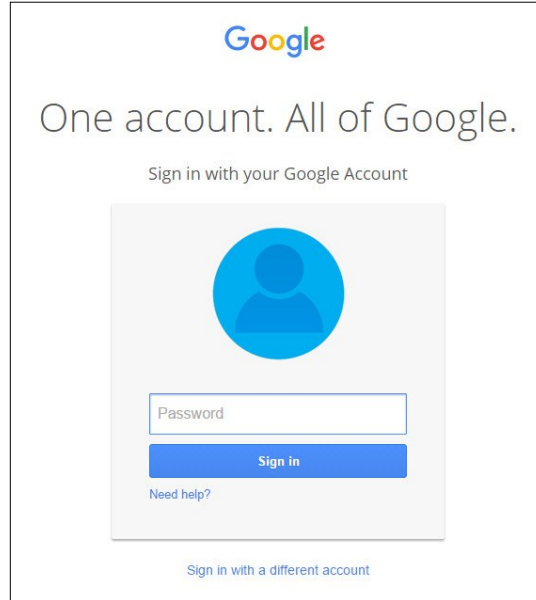 Google
One account. All of Google.
Sign in with your Google Account
Password
Sign in
Need help?
Sign in with a different account